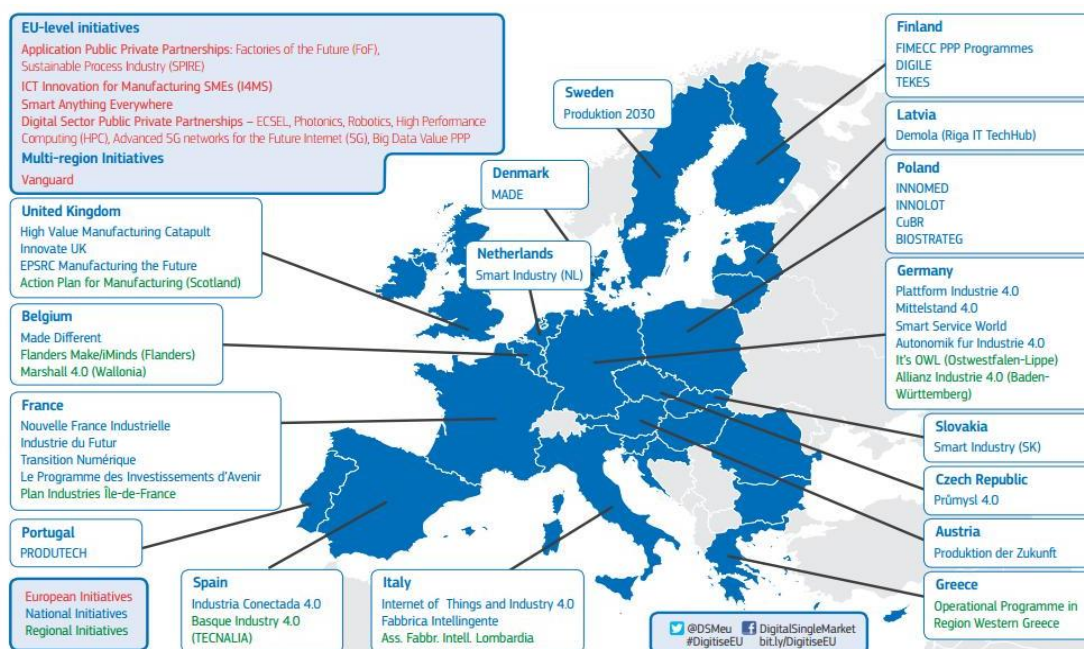 EU-level initiatives
Application Public Private Partnerships: Factories of the Future (FoF),
Sustainable Process Industry (SPIRE)
ICT Innovation for Manufacturing SMEs (I4MS)
Smart Anything Everywhere
Digital Sector Public Private Partnerships – ECSEL, Photonics, Robotics, High Performance
Computing (HPC), Advanced 5G networks for the Future Internet (5G), Big Data Value PPP
Multi-region Initiatives
Vanguard
United Kingdom
High Value Manufacturing Catapult
Innovate UK
EPSRC Manufacturing the Future
Action Plan for Manufacturing (Scotland)
Belgium
Made Different
Flanders Make/iMinds (Flanders)
Marshall 4.0 (Wallonia)
France
Nouvelle France Industrielle
Industrie du Futur
Transition Numérique
Le Programme des Investissements d'Avenir
Plan Industries Île-de-France
Portugal
PRODUTECH
European Initiatives
National Initiatives
Regional Initiatives
Spain
Industria Conectada 4.0
Basque Industry 4.0
(TECNALIA)
Italy
Internet of Things and Industry 4.0
Fabbrica Intellingente
Ass. Fabbr. Intell. Lombardia
Denmark
MADE
Netherlands
Smart Industry (NL)
Sweden
Produktion 2030
Finland
FIMECC PPP Programmes
DIGILE
TEKES
Latvia
Demola (Riga IT TechHub)
Poland
INNOMED
INNOLOT
CuBR
BIOSTRATEG
Germany
Plattform Industrie 4.0
Mittelstand 4.0
Smart Service World
Autonomik fur Industrie 4.0
It's OWL (Ostwestfalen-Lippe)
Allianz Industrie 4.0 (Baden-
Württemberg)
Slovakia
Smart Industry (SK)
Czech Republic
Průmysl 4.0
Austria
Produktion der Zukunft
Greece
Operational Programme in
Region Western Greece
@DSMeu
#DigitiseEU
DigitalSingleMarket
bit.ly/DigitiseEU